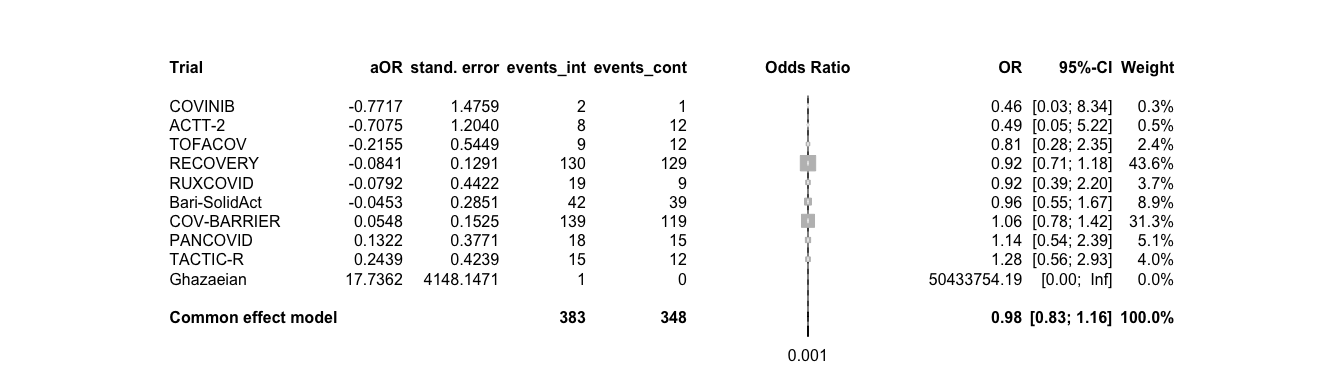 Trial aOR stand. error events_int events_cont Odds Ratio OR 95%-CI Weight
COVINIB -0.7717 1.4759 2 1 0.46 [0.03; 8.34] 0.3%
ACTT-2 -0.7075 1.2040 8 12 0.49 [0.05; 5.22] 0.5%
TOFACOV -0.2155 0.5449 9 12 0.81 [0.28; 2.35] 2.4%
RECOVERY -0.0841 0.1291 130 129 0.92 [0.71; 1.18] 43.6%
RUXCOVID -0.0792 0.4422 19 9 0.92 [0.39; 2.20] 3.7%
Bari-SolidAct -0.0453 0.2851 42 39 0.96 [0.55; 1.67] 8.9%
COV-BARRIER 0.0548 0.1525 139 119 1.06 [0.78; 1.42] 31.3%
PANCOVID 0.1322 0.3771 18 15 1.14 [0.54; 2.39] 5.1%
TACTIC-R 0.2439 0.4239 15 12 1.28 [0.56; 2.93] 4.0%
Ghazaeian 17.7362 4148.1471 1 0 50433754.19 [0.00; Inf] 0.0%
Common effect model 383 348 0.98 [0.83; 1.16] 100.0%
0.001